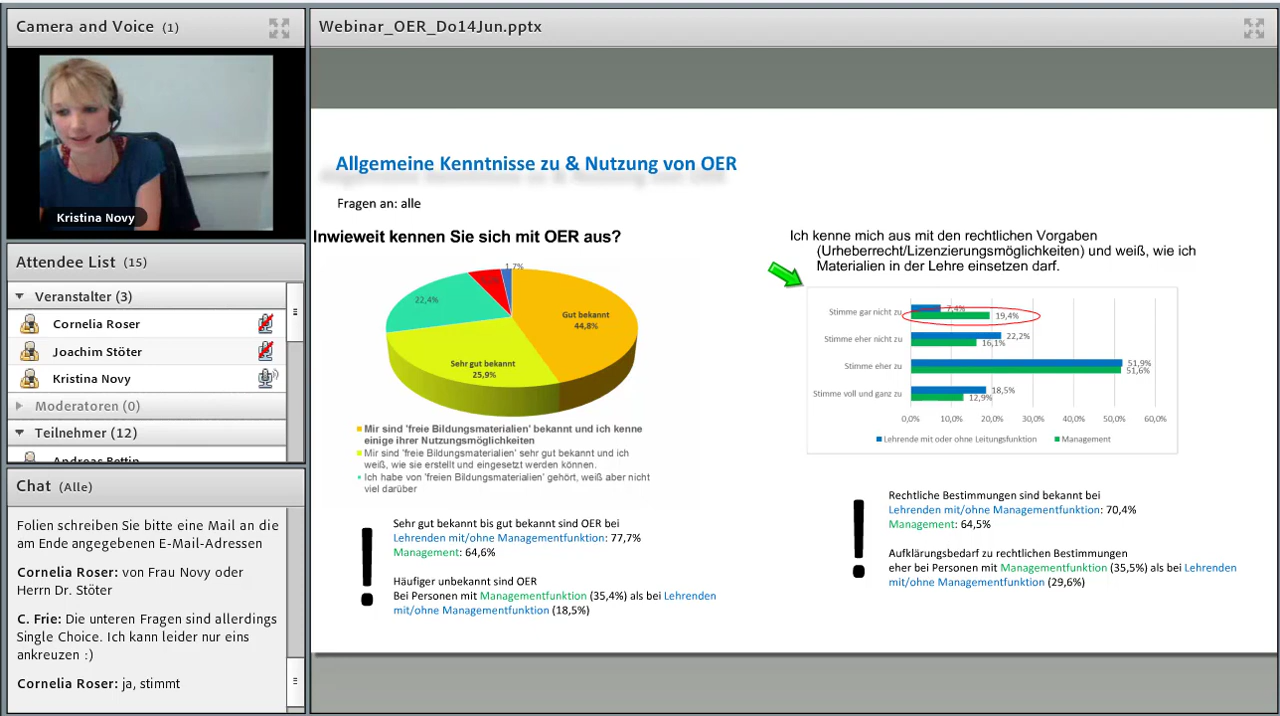 Camera and Voice (1)
Kristina Novy
Attendee List (15)
Veranstalter (3)
Cornelia Roser
Joachim Stöter
Kristina Novy
Moderatoren (0)
Teilnehmer (12)
Andreas Bettin
Chat (Alle)
Folien schreiben Sie bitte eine Mail an die
am Ende angegebenen E-Mail-Adressen
Cornelia Roser: von Frau Novy oder
Herrn Dr. Stöter
C. Frie: Die unteren Fragen sind allerdings
Single Choice. Ich kann leider nur eins
ankreuzen :)
Cornelia Roser: ja, stimmt
Webinar_OER_Do14Jun.pptx
Allgemeine Kenntnisse zu & Nutzung von OER
Fragen an: alle
Inwieweit kennen Sie sich mit OER aus?
1,7%
22,4%
Gut bekannt
44,8%
Sehr gut bekannt
25,9%
Mir sind 'freie Bildungsmaterialien' bekannt und ich kenne
einige ihrer Nutzungsmöglichkeiten
Mir sind 'freie Bildungsmaterialien' sehr gut bekannt und ich
weiß, wie sie erstellt und eingesetzt werden können.
Ich habe von 'freien Bildungsmaterialien' gehört, weiß aber nicht
viel darüber
Sehr gut bekannt bis gut bekannt sind OER bei
Lehrenden mit/ohne Managementfunktion: 77,7%
Management: 64,6%
Häufiger unbekannt sind OER
Bei Personen mit Managementfunktion (35,4%) als bei Lehrenden
mit/ohne Managementfunktion (18,5%)
Ich kenne mich aus mit den rechtlichen Vorgaben
(Urheberrecht/Lizenzierungsmöglichkeiten) und weiß, wie ich
Materialien in der Lehre einsetzen darf.
Stimme gar nicht zu
7,4%
19,4%
Stimme eher nicht zu
22,2%
16,1%
Stimme eher zu
51,9%
51,6%
Stimme voll und ganz zu
18,5%
12,9%
0,0% 10,0% 20,0% 30,0% 40,0% 50,0% 60,0%
Lehrende mit oder ohne Leitungsfunktion Management
Rechtliche Bestimmungen sind bekannt bei
Lehrenden mit/ohne Managementfunktion: 70,4%
Management: 64,5%
Aufklärungsbedarf zu rechtlichen Bestimmungen
eher bei Personen mit Managementfunktion (35,5%) als bei Lehrenden
mit/ohne Managementfunktion (29,6%)